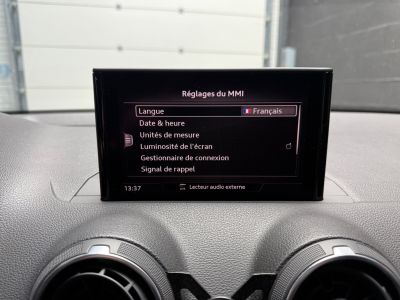 Réglages du MMI
Langue Français
Date & heure
Unités de mesure
Luminosité de l'écran
Gestionnaire de connexion
Signal de rappel
13:37 Lecteur audio externe